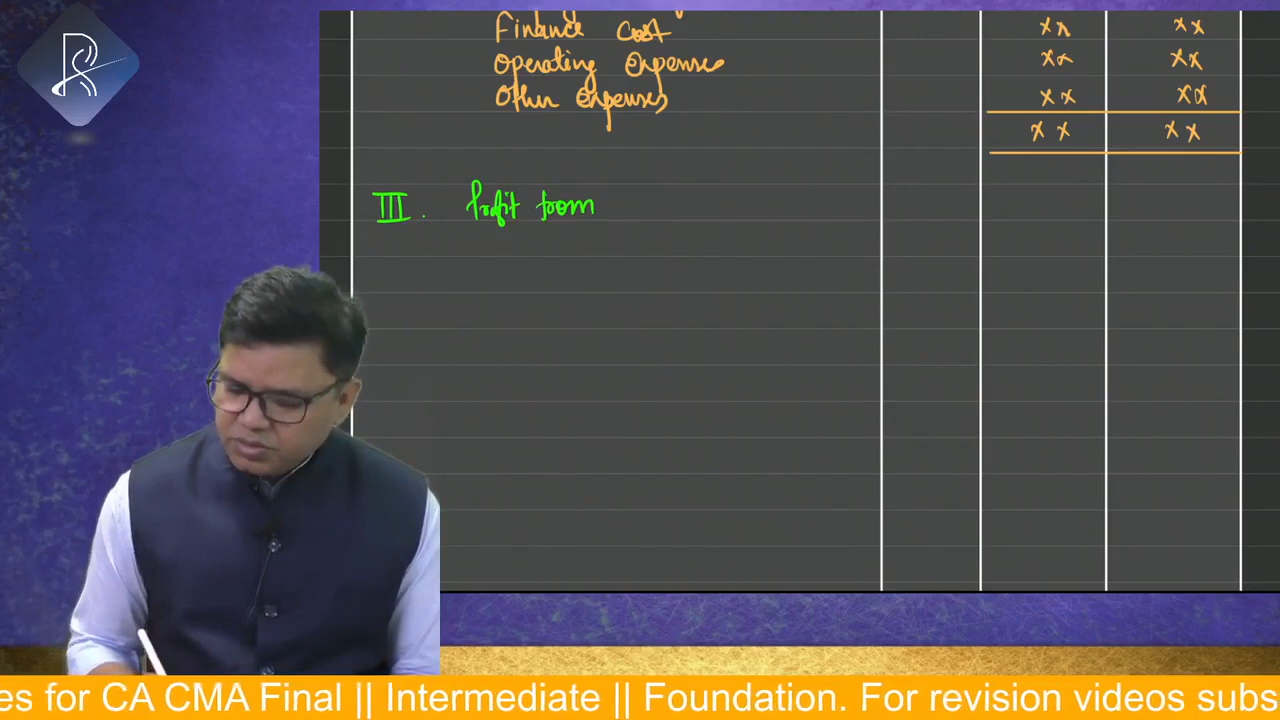 Finance Cost xx xx
Operating Expenses xx xx
Other expenses xx xx
xx xx
III. Profit from
es for CA CMA Final || Intermediate || Foundation. For revision videos subs